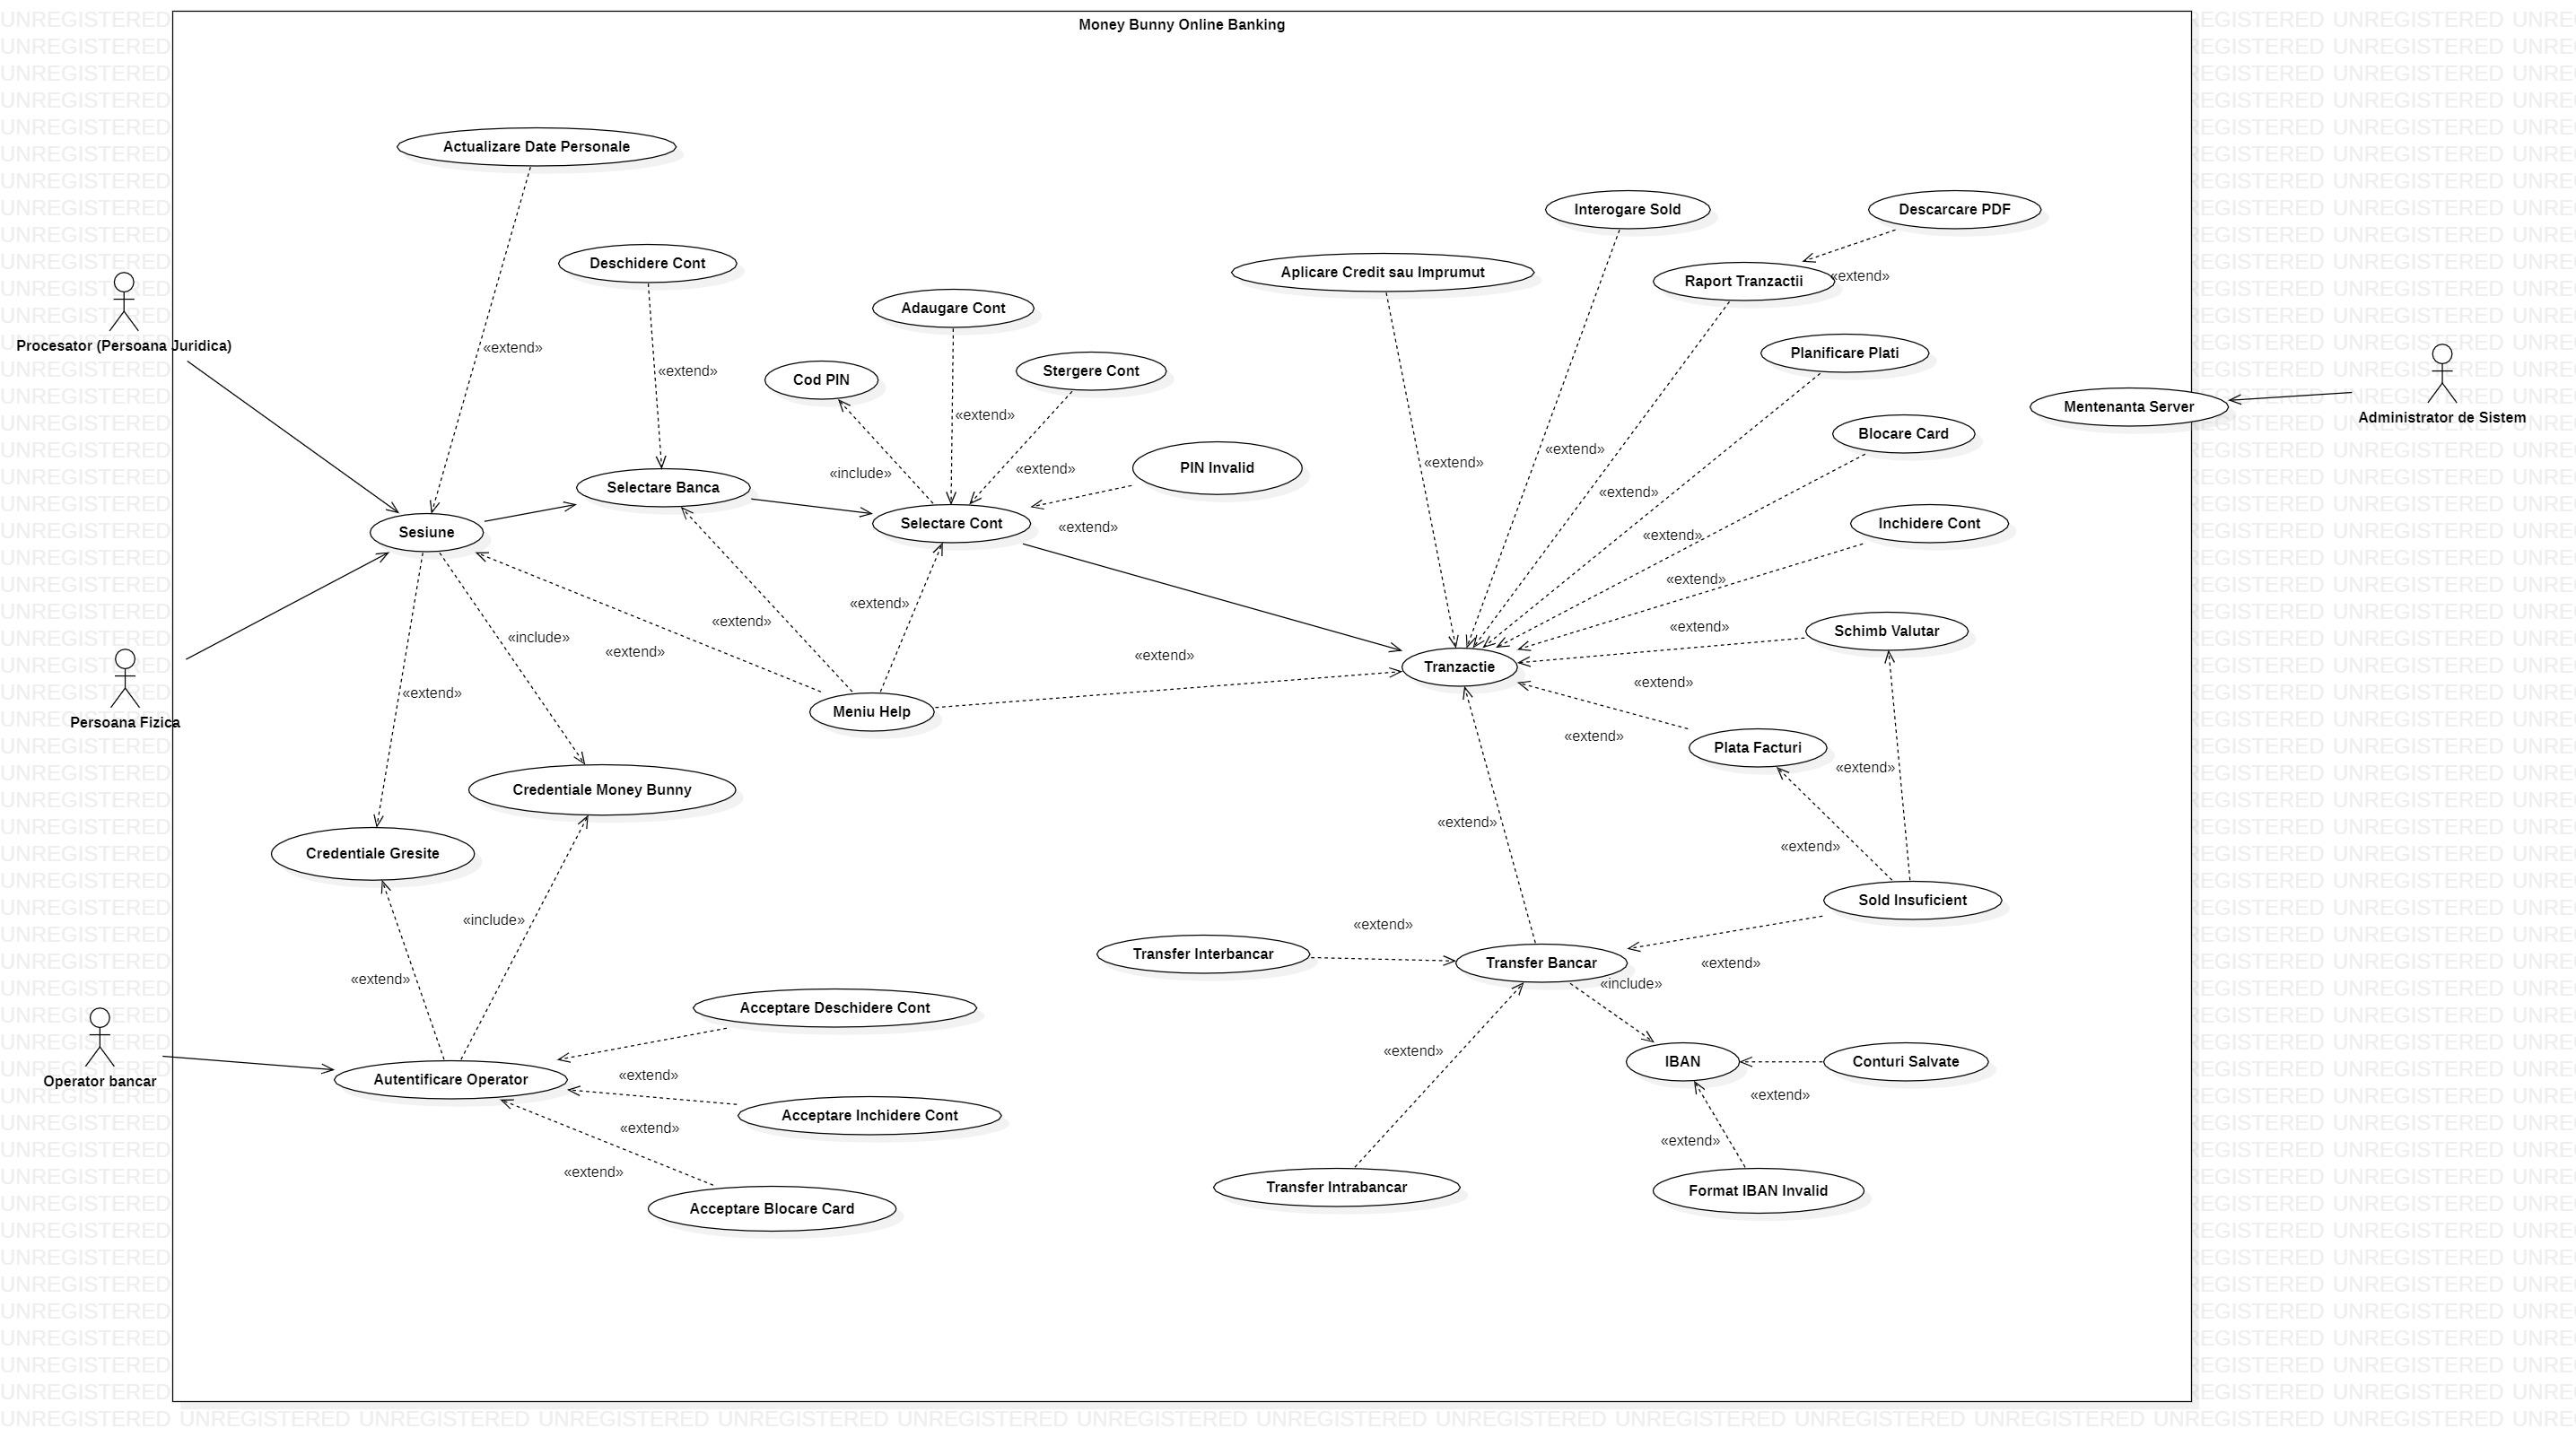 Money Bunny Online Banking
Actualizare Date Personale
Interogare Sold
Descarcare PDF
Deschidere Cont
Aplicare Credit sau Imprumut
Raport Tranzactii
«extend»
Adaugare Cont
Procesator (Persoana Juridica)
«extend»
Planificare Plati
«extend»
Stergere Cont
Cod PIN
Mentenanta Server
Administrator de Sistem
«extend»
Blocare Card
«extend»
«extend»
«include»
«extend»
PIN Invalid
Selectare Banca
«extend»
Selectare Cont
«extend»
Inchidere Cont
Sesiune
«extend»
«extend»
«extend»
«extend»
Schimb Valutar
«include»
«extend»
«extend»
«extend»
Tranzactie
«extend»
«extend»
Meniu Help
Persoana Fizica
«extend»
Plata Facturi
«extend»
Credentiale Money Bunny
«extend»
«extend»
Credentiale Gresite
Sold Insuficient
«include»
«extend»
Transfer Interbancar
Transfer Bancar
«extend»
«extend»
«include»
Acceptare Deschidere Cont
«extend»
IBAN
Conturi Salvate
Operator bancar
Autentificare Operator
«extend»
«extend»
Acceptare Inchidere Cont
«extend»
«extend»
«extend»
Transfer Intrabancar
Format IBAN Invalid
Acceptare Blocare Card
UNREGISTERED UNREGISTERED UNREGISTERED UNREGISTERED UNREGISTERED UNREGISTERED UNREGISTERED UNREGISTERED UNREGISTERED UNREGISTERED UNREGISTERED UNREGISTERED UNREGISTERED UNREGISTERED